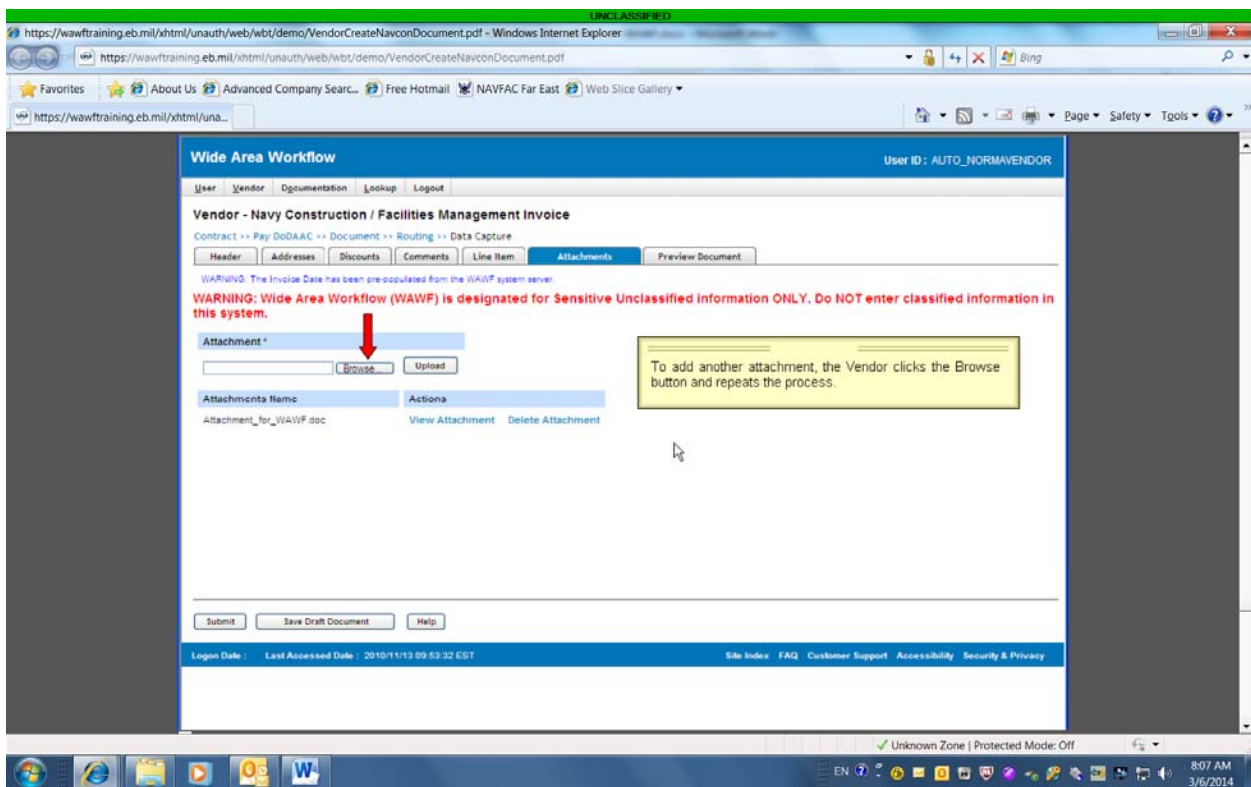 UNCLASSIFIED
https://wawftraining.eb.mil/xhtml/unauth/web/wbt/demo/VendorCreateNavconDocument.pdf - Windows Internet Explorer
https://wawftraining.eb.mil/xhtml/unauth/web/wbt/demo/VendorCreateNavconDocument.pdf Bing
Favorites About Us Advanced Company Searc... Free Hotmail NAVFAC Far East Web Slice Gallery
https://wawftraining.eb.mil/xhtml/una... Page Safety Tools
Wide Area Workflow User ID : AUTO_NORMAVENDOR
User Vendor Documentation Lookup Logout
Vendor - Navy Construction / Facilities Management Invoice
Contract >> Pay DoDAAC >> Document >> Routing >> Data Capture
Header Addresses Discounts Comments Line Item Attachments Preview Document
WARNING: The Invoice Date has been pre-populated from the WAWF system server.
WARNING: Wide Area Workflow (WAWF) is designated for Sensitive Unclassified information ONLY. Do NOT enter classified information in
this system.
Attachment *
Browse... Upload
To add another attachment, the Vendor clicks the Browse
button and repeats the process.
Attachments Name Actions
Attachment_for_WAWF.doc View Attachment Delete Attachment
Submit Save Draft Document Help
Logon Date : Last Accessed Date : 2010/11/13 09:53:32 EST Site Index FAQ Customer Support Accessibility Security & Privacy
Unknown Zone | Protected Mode: Off
EN 8:07 AM
3/6/2014